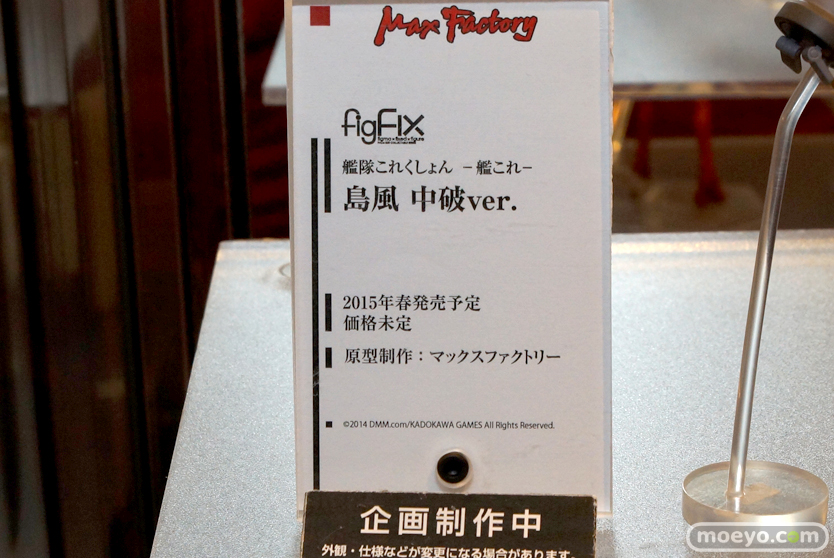 Max Factory
figFIX
艦隊これくしょん －艦これ－
島風 中破ver.
2015年春発売予定
価格未定
原型制作：マックスファクトリー
©2014 DMM.com/KADOKAWA GAMES All Rights Reserved.
企画制作中
外観・仕様などが変更になる場合があります。
moeyo.com